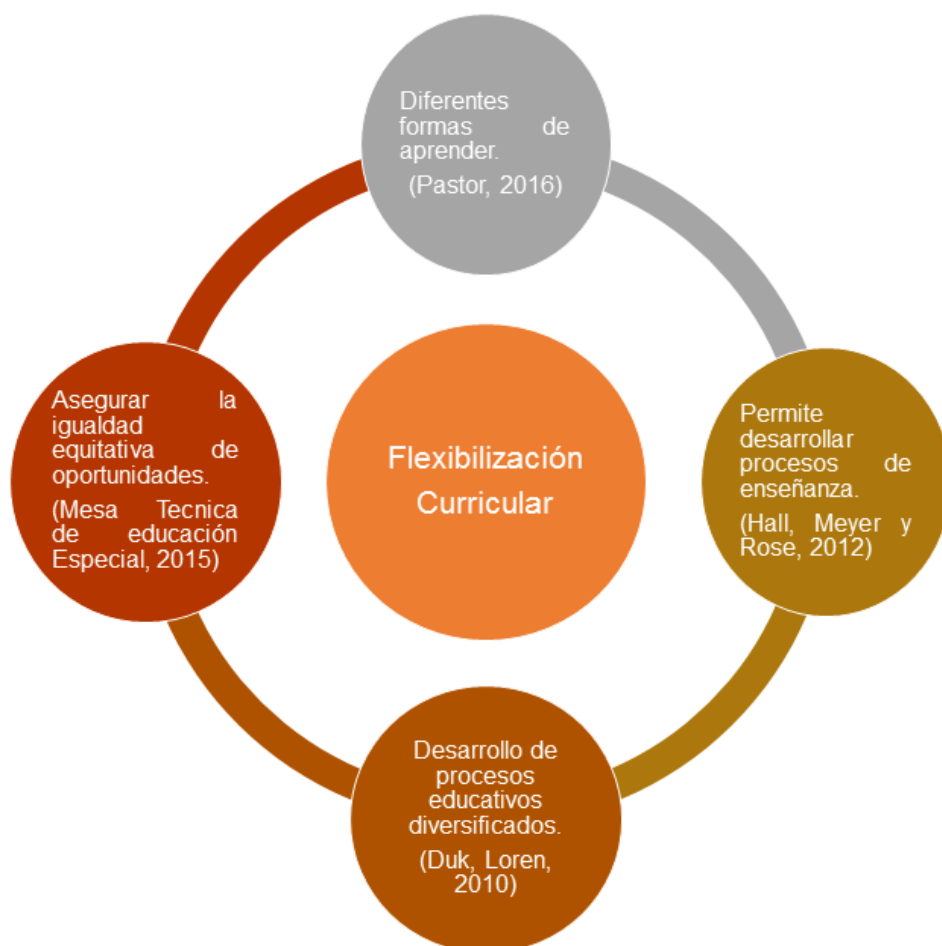 Diferentes
formas de
aprender.
(Pastor, 2016)
Asegurar la
igualdad
equitativa de
oportunidades.
(Mesa Tecnica
de educación
Especial, 2015)
Flexibilización
Curricular
Permite
desarrollar
procesos de
enseñanza.
(Hall, Meyer y
Rose, 2012)
Desarrollo de
procesos
educativos
diversificados.
(Duk, Loren,
2010)